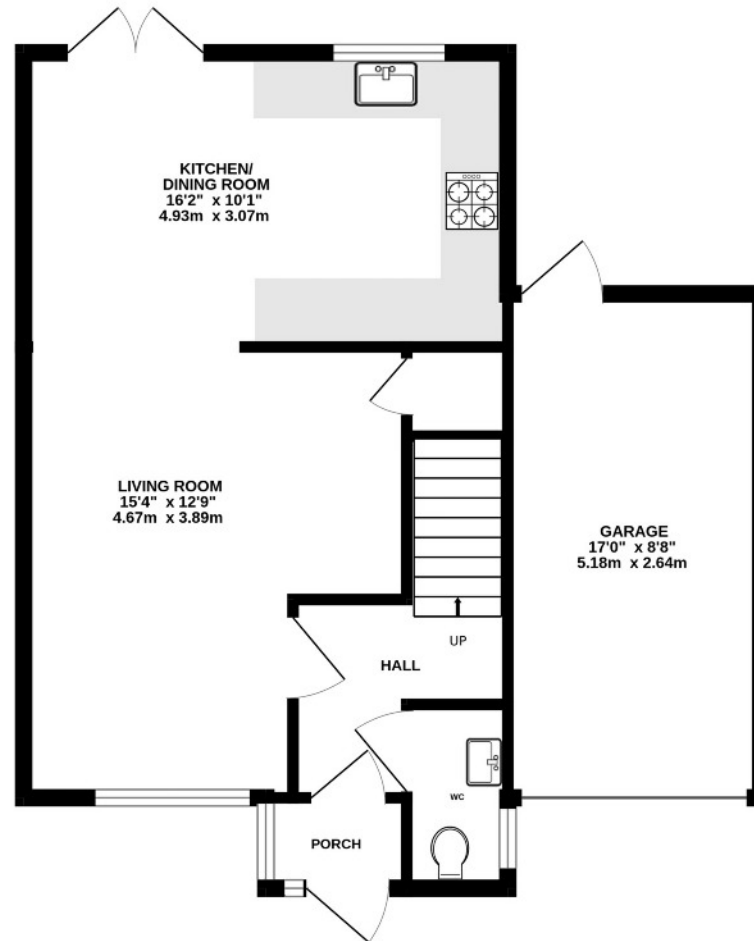 KITCHEN/
DINING ROOM
16'2" x 10'1"
4.93m x 3.07m
LIVING ROOM
15'4" x 12'9"
4.67m x 3.89m
GARAGE
17'0" x 8'8"
5.18m x 2.64m
UP
HALL
WC
PORCH